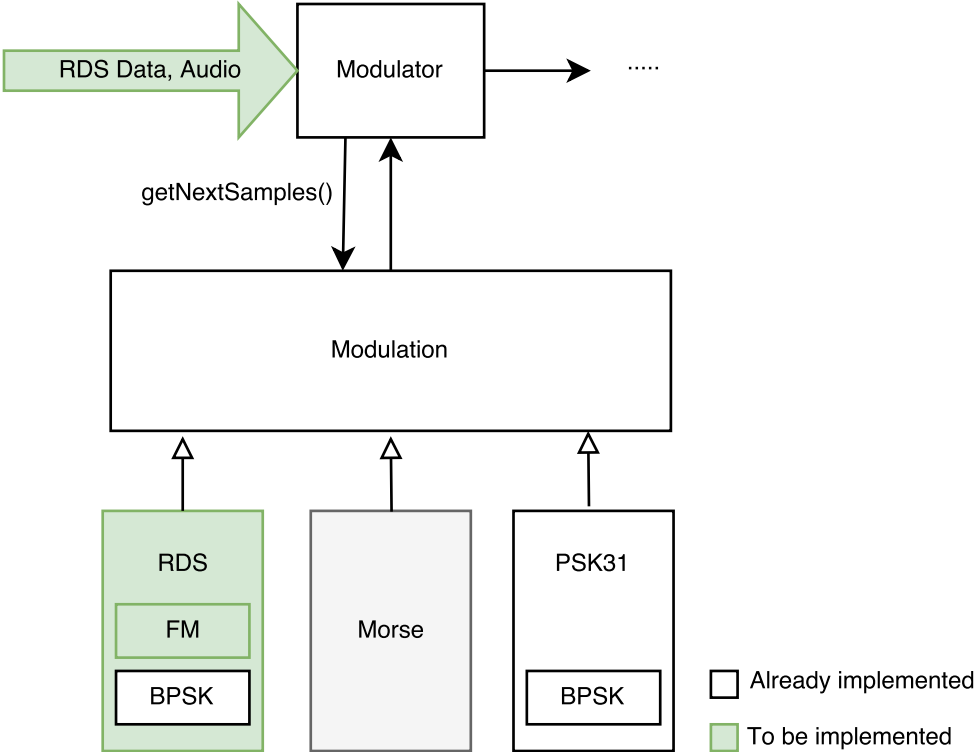 RDS Data, Audio
Modulator
.....
getNextSamples()
Modulation
RDS
FM
BPSK
Morse
PSK31
BPSK
Already implemented
To be implemented